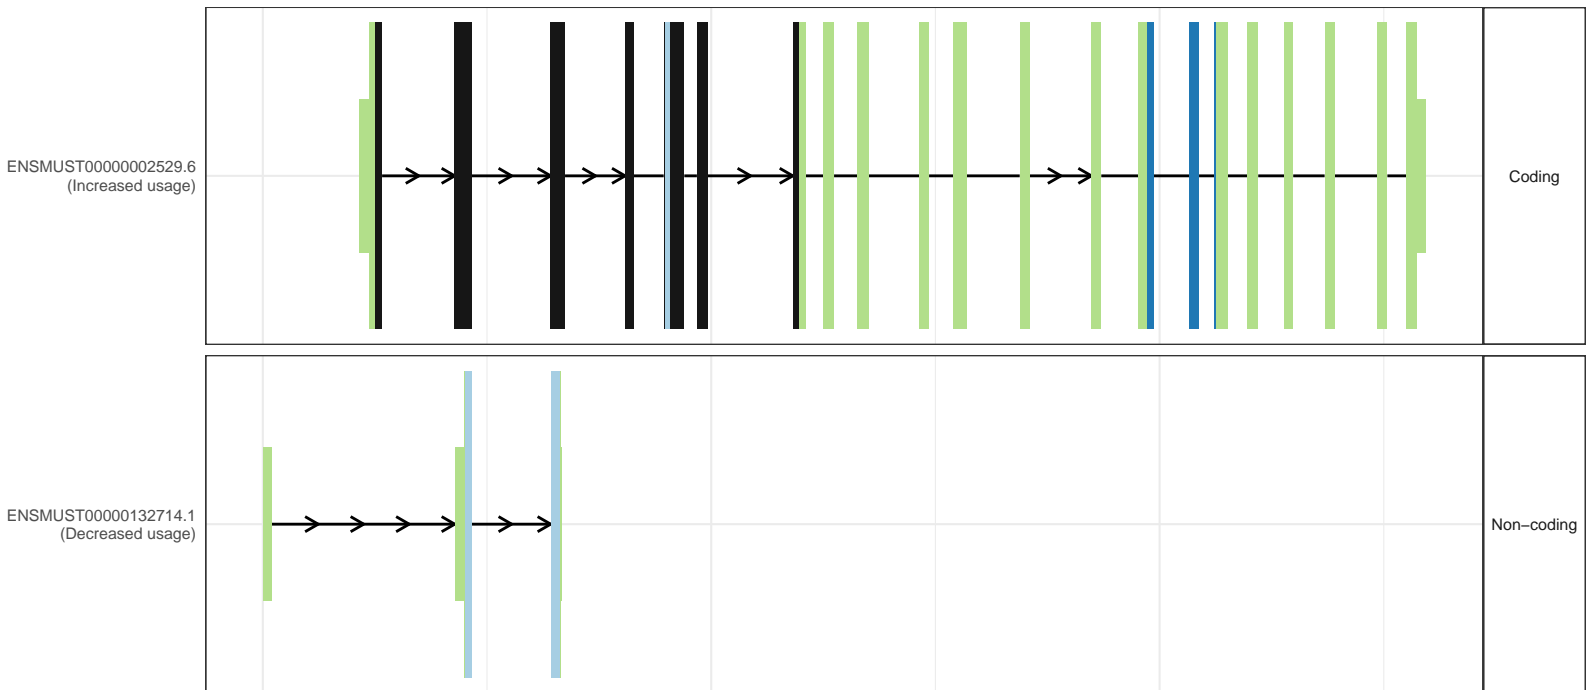 ENSMUST00000002529.6
(Increased usage)
Coding
ENSMUST00000132714.1
(Decreased usage)
Non−coding